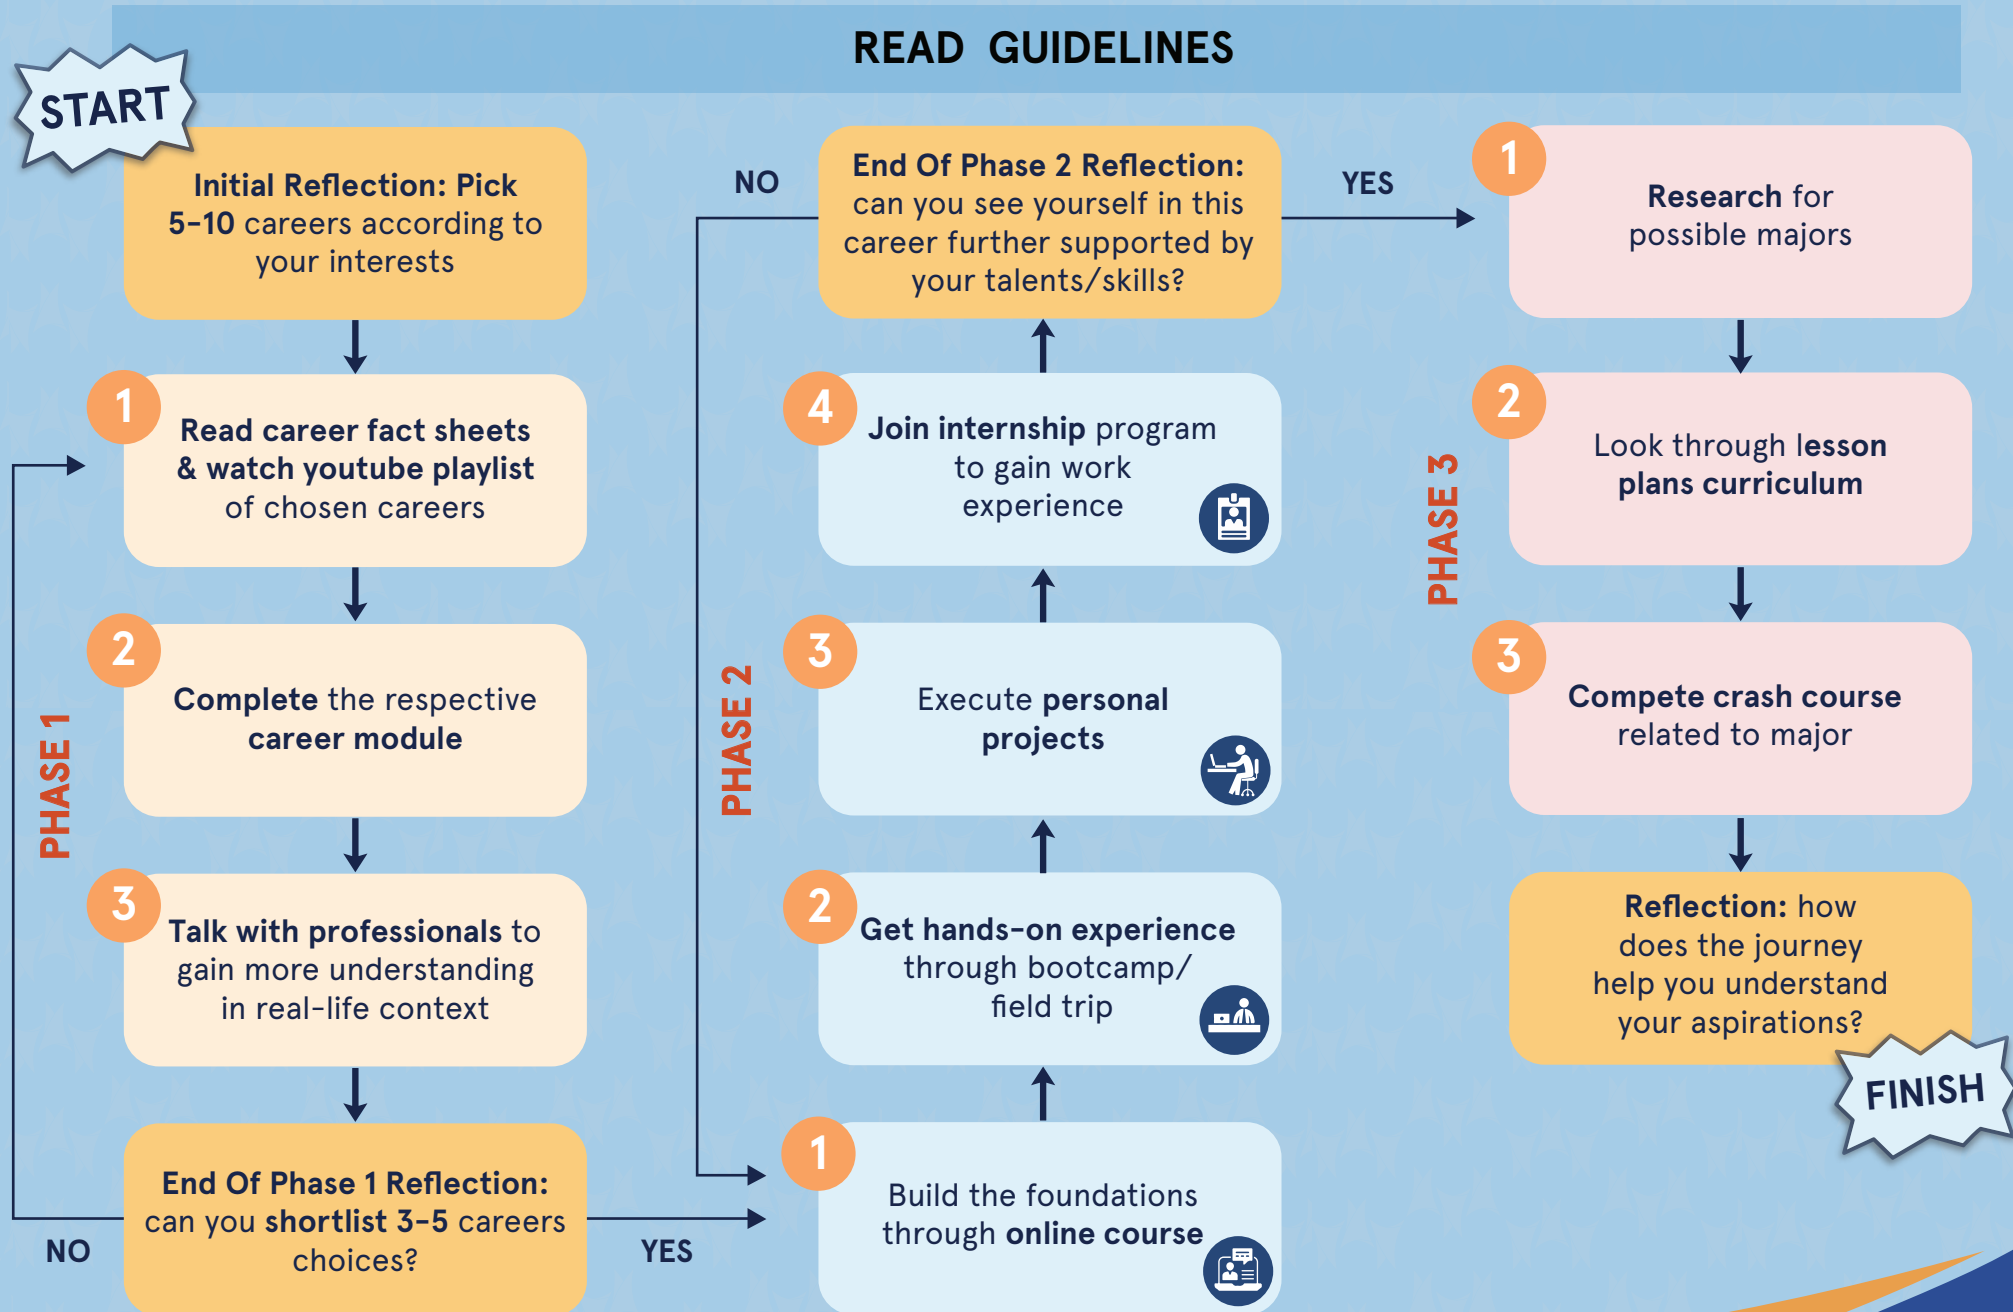 READ GUIDELINES
START
Initial Reflection: Pick
5-10 careers according to
your interests
PHASE 1
1
Read career fact sheets
& watch youtube playlist
of chosen careers
2
Complete the respective
career module
3
Talk with professionals to
gain more understanding
in real-life context
End Of Phase 1 Reflection:
can you shortlist 3-5 careers
choices?
NO
YES
PHASE 2
1
Build the foundations
through online course
2
Get hands-on experience
through bootcamp/
field trip
3
Execute personal
projects
4
Join internship program
to gain work
experience
End Of Phase 2 Reflection:
can you see yourself in this
career further supported by
your talents/skills?
NO
YES
PHASE 3
1
Research for
possible majors
2
Look through lesson
plans curriculum
3
Compete crash course
related to major
Reflection: how
does the journey
help you understand
your aspirations?
FINISH